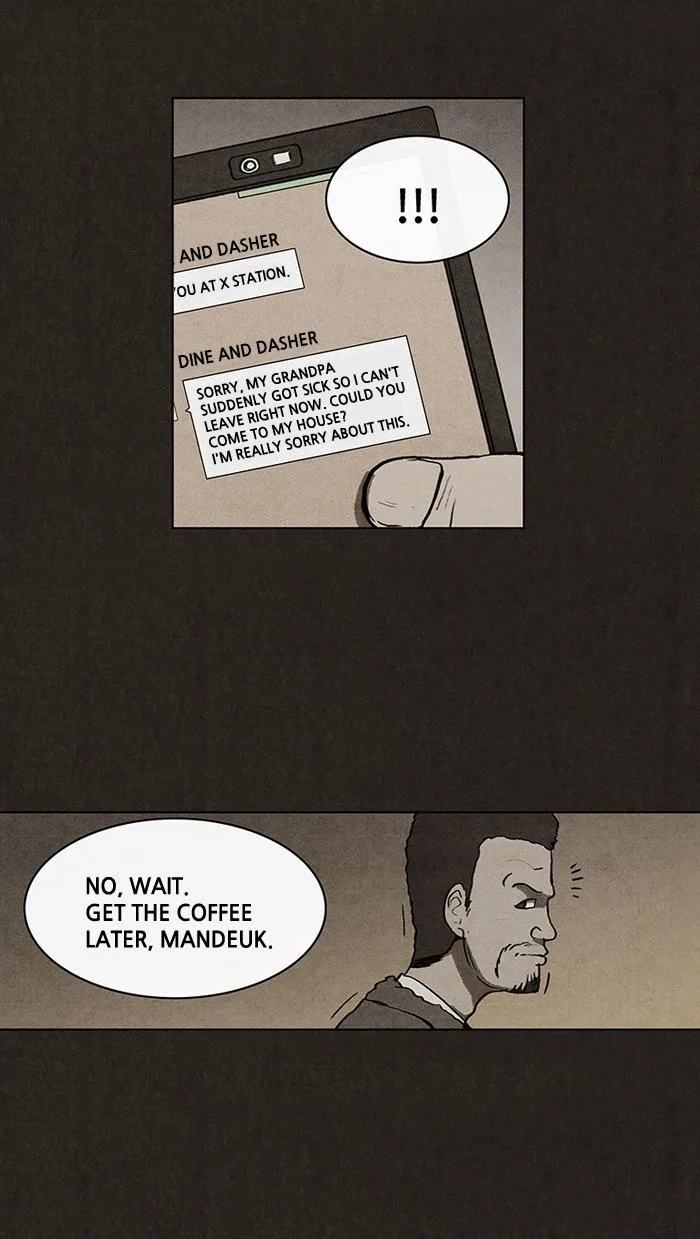 !!!
AND DASHER
OU AT X STATION.
DINE AND DASHER
SORRY, MY GRANDPA
SUDDENLY GOT SICK SO I CAN'T
LEAVE RIGHT NOW. COULD YOU
COME TO MY HOUSE?
I'M REALLY SORRY ABOUT THIS.
NO, WAIT.
GET THE COFFEE
LATER, MANDEUK.